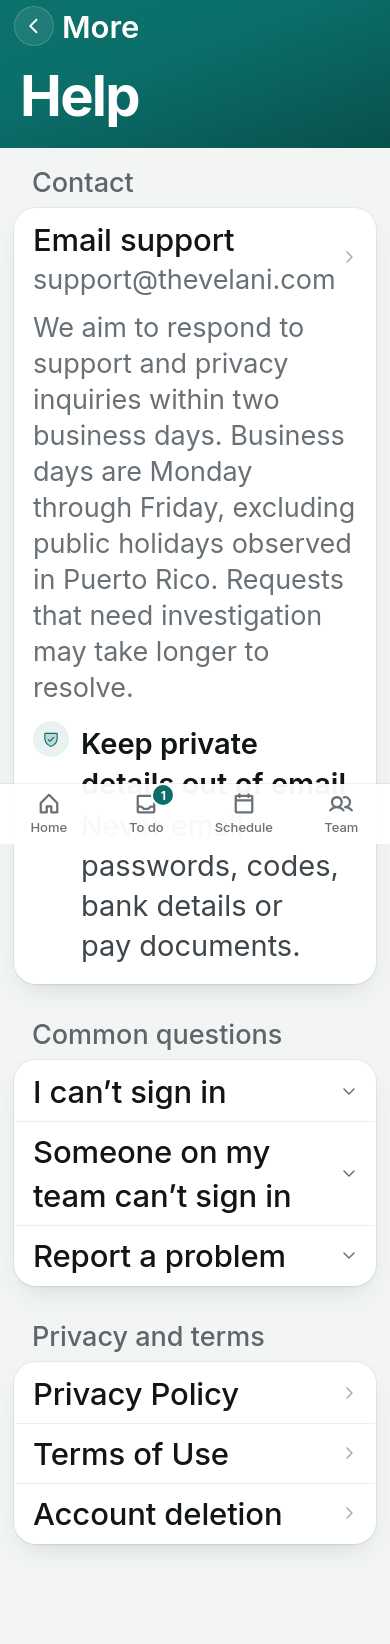 More
Help
Contact
Email support
support@thevelani.com
We aim to respond to
support and privacy
inquiries within two
business days. Business
days are Monday
through Friday, excluding
public holidays observed
in Puerto Rico. Requests
that need investigation
may take longer to
resolve.
Keep private
details out of email
1
Home
To do
Schedule
Team
passwords, codes,
bank details or
pay documents.
Common questions
I can’t sign in
Someone on my
team can’t sign in
Report a problem
Privacy and terms
Privacy Policy
Terms of Use
Account deletion